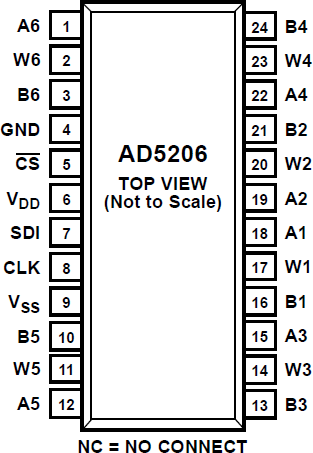 A6 1 24 B4
W6 2 23 W4
B6 3 22 A4
GND 4 21 B2
C̅S̅ 5 20 W2
AD5206
VDD 6 19 A2
TOP VIEW
(Not to Scale)
SDI 7 18 A1
CLK 8 17 W1
VSS 9 16 B1
B5 10 15 A3
W5 11 14 W3
A5 12 13 B3
NC = NO CONNECT